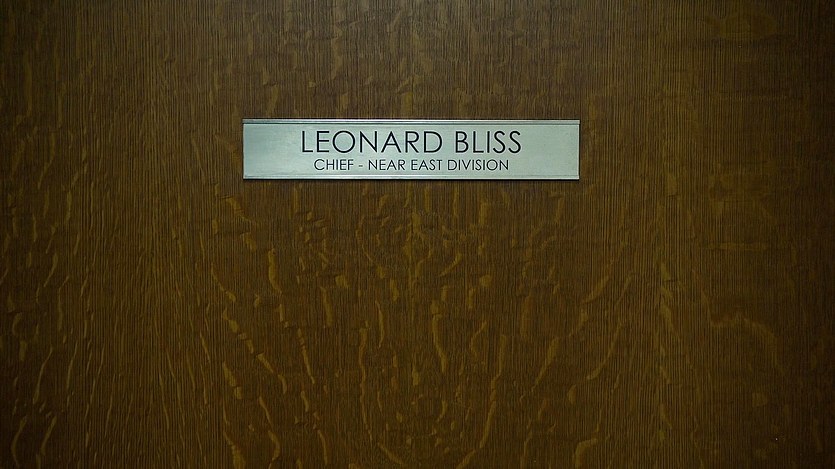 LEONARD BLISS
CHIEF - NEAR EAST DIVISION